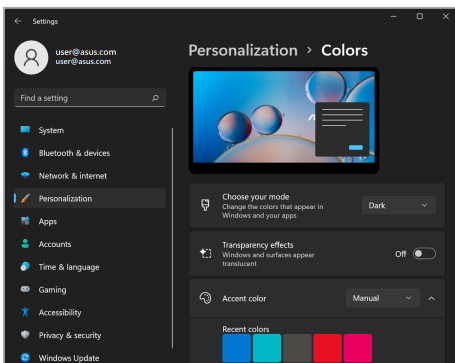 Settings
user@asus.com
user@asus.com
Find a setting
System
Bluetooth & devices
Network & internet
Personalization
Apps
Accounts
Time & language
Gaming
Accessibility
Privacy & security
Windows Update
Personalization > Colors
Choose your mode
Change the colors that appear in
Windows and your apps
Dark
Transparency effects
Windows and surfaces appear
translucent
Off
Accent color
Manual
Recent colors